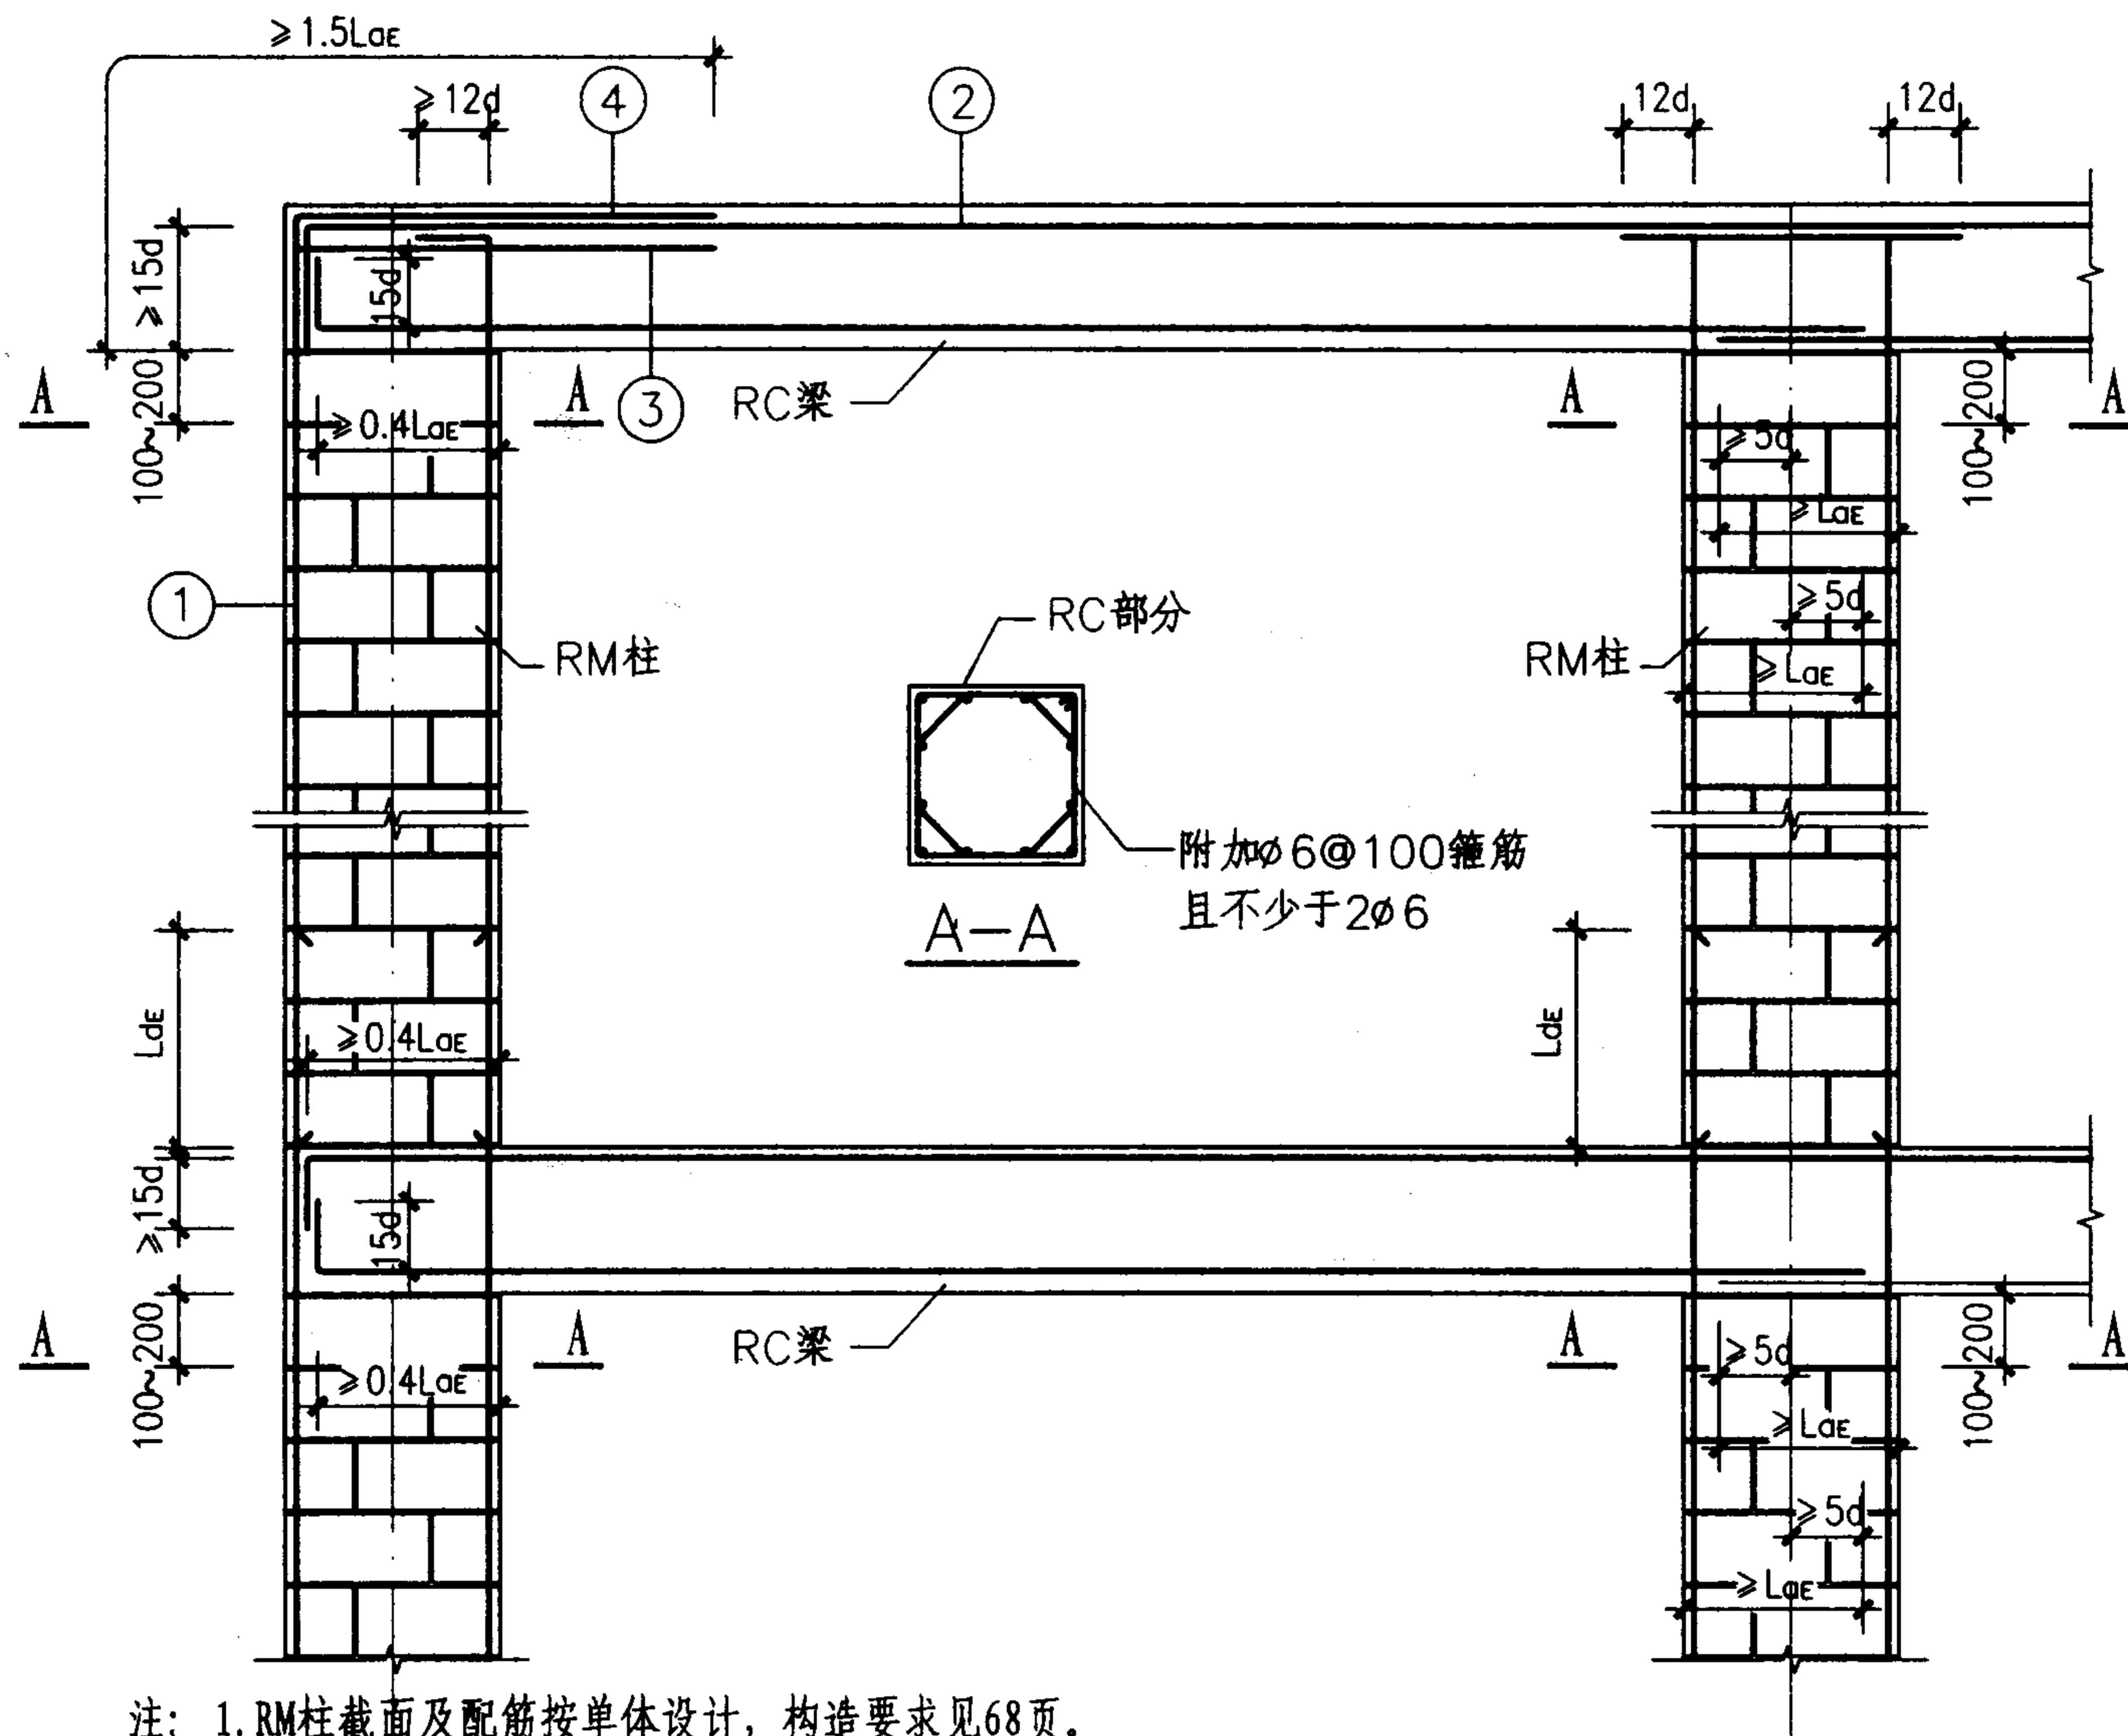 ≥1.5LaE
≥12d
④
②
12d
12d
≥15d
15d
100~200
A
A
③
RC梁
A
100~200
A
≥0.4LaE
≥5d
≥LaE
①
RC部分
≥5d
RM柱
RM柱
≥LaE
附加ø6@100箍筋
且不少于2ø6
A-A
LdE
LdE
≥0.4LaE
≥15d
15d
100~200
A
A
RC梁
A
100~200
A
≥0.4LaE
≥5d
≥LaE
≥5d
≥LaE
注: 1.RM柱截面及配筋按单体设计, 构造要求见68页。